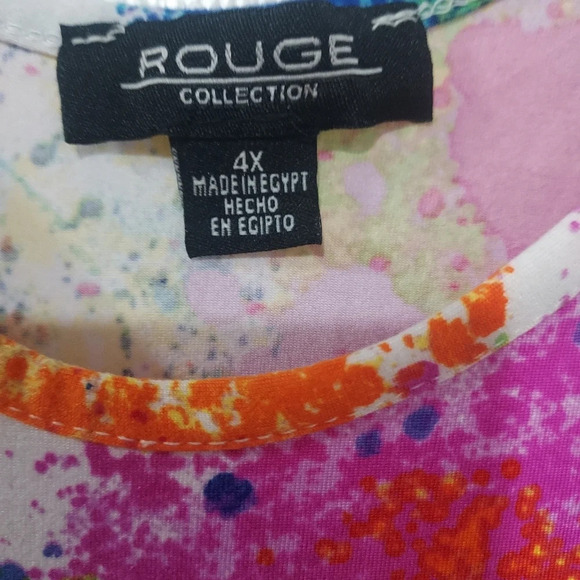 ROUGE
COLLECTION
4X
MADE IN EGYPT
HECHO
EN EGIPTO